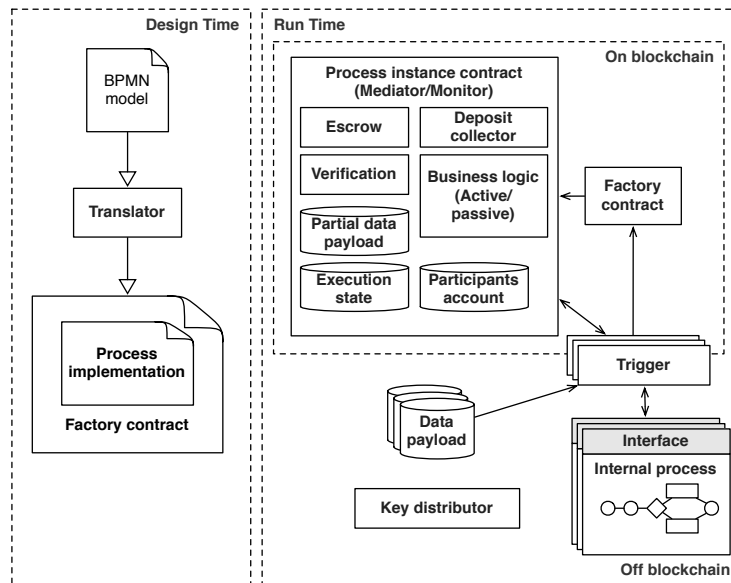 Design Time
BPMN
model
Translator
Process
implementation
Factory contract
Run Time
On blockchain
Process instance contract
(Mediator/Monitor)
Escrow
Deposit
collector
Verification
Business logic
(Active/
passive)
Partial data
payload
Execution
state
Participants
account
Factory
contract
Trigger
Data
payload
Interface
Internal process
Key distributor
Off blockchain